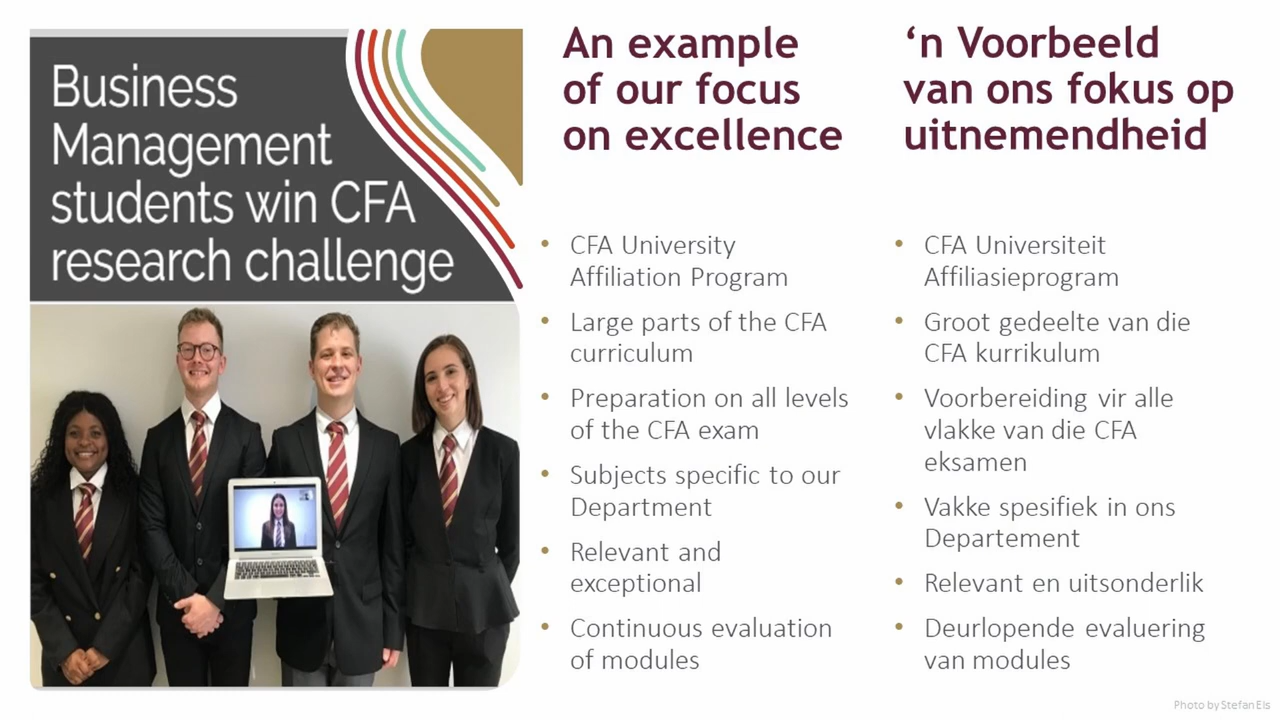 Business
Management
students win CFA
research challenge
An example
of our focus
on excellence
• CFA University
Affiliation Program
• Large parts of the CFA
curriculum
• Preparation on all levels
of the CFA exam
• Subjects specific to our
Department
• Relevant and
exceptional
• Continuous evaluation
of modules
‘n Voorbeeld
van ons fokus op
uitnemendheid
• CFA Universiteit
Affiliasieprogram
• Groot gedeelte van die
CFA kurrikulum
• Voorbereiding vir alle
vlakke van die CFA
eksamen
• Vakke spesifiek in ons
Departement
• Relevant en uitsonderlik
• Deurlopende evaluering
van modules
Photo by Stefan Els